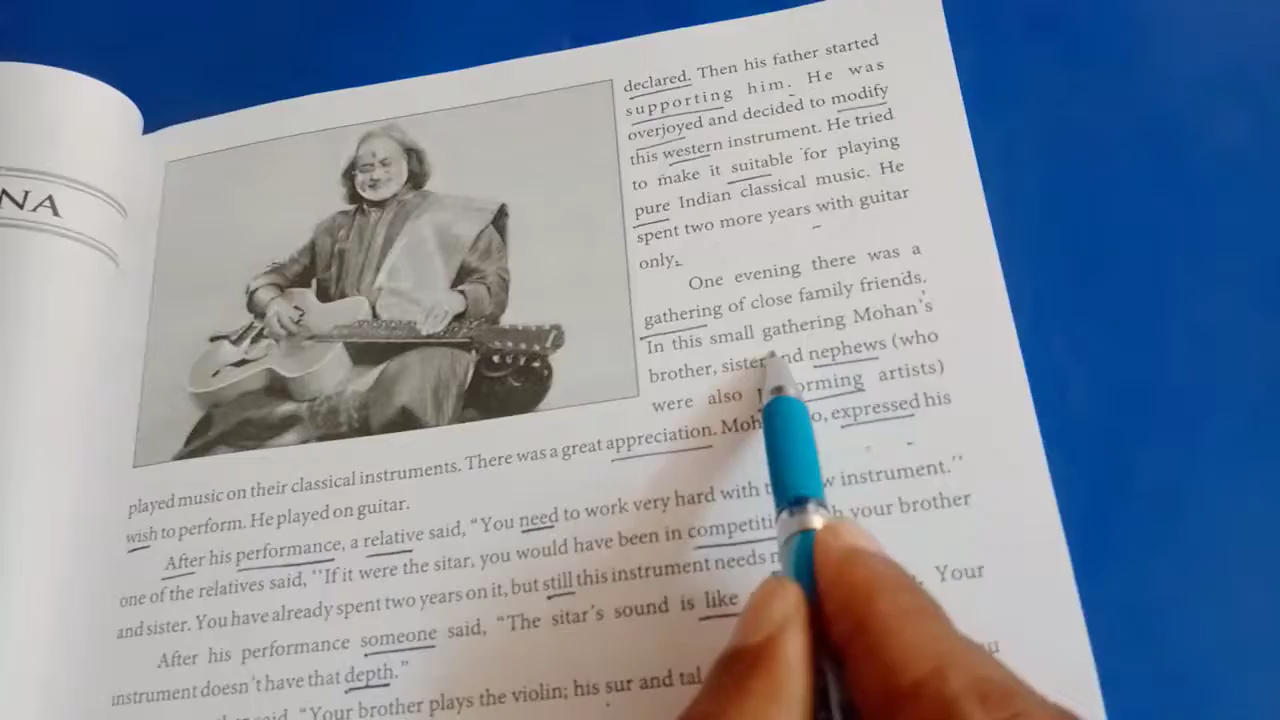 NA
declared. Then his father started
supporting him. He was
overjoyed and decided to modify
this western instrument. He tried
to make it suitable for playing
pure Indian classical music. He
spent two more years with guitar
only.
One evening there was a
gathering of close family friends.
In this small gathering Mohan's
brother, sister and nephews (who
were also artists)
played music on their classical instruments. There was a great appreciation. expressed his
wish to perform. He played on guitar.
After his performance, a relative said, "You need to work very hard with instrument."
one of the relatives said, "If it were the sitar, you would have been in your brother
and sister. You have already spent two years on it, but still this instrument needs Your
After his performance someone said, "The sitar's sound is like
instrument doesn't have that depth."
said, "Your brother plays the violin; his sur and tal